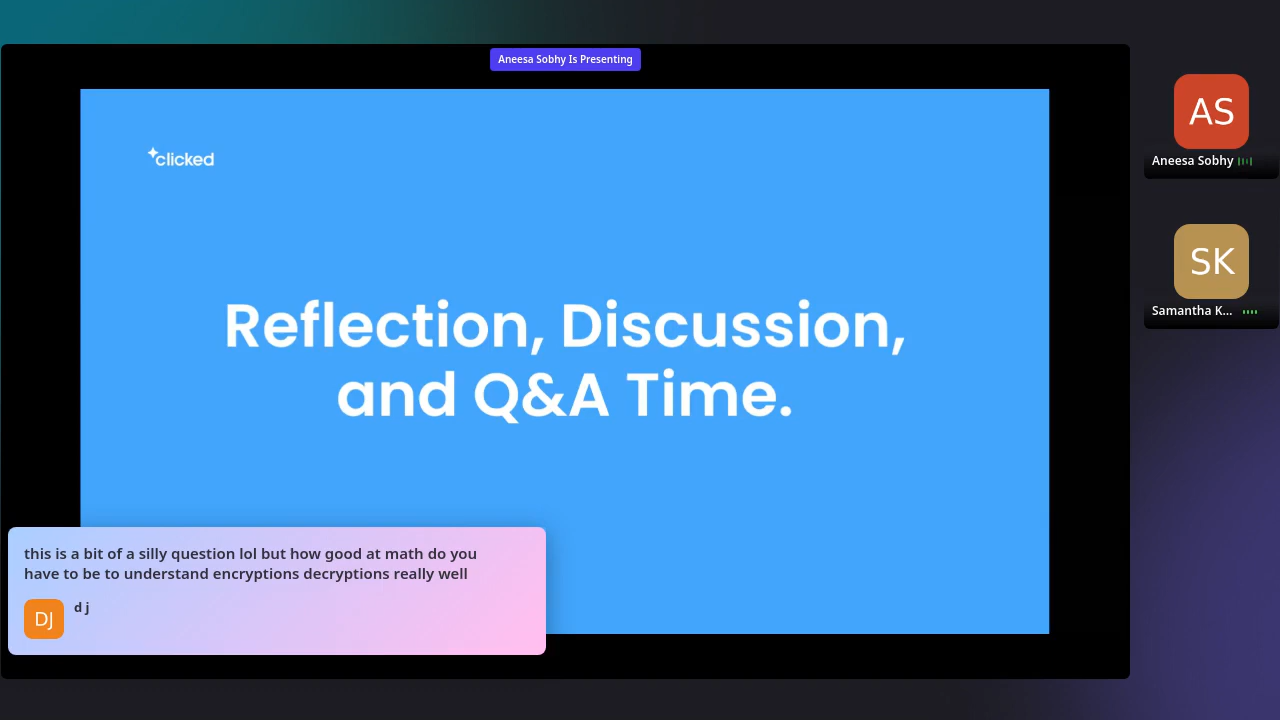 Aneesa Sobhy Is Presenting
clicked
Reflection, Discussion,
and Q&A Time.
AS
Aneesa Sobhy
SK
Samantha K...
this is a bit of a silly question lol but how good at math do you
have to be to understand encryptions decryptions really well
DJ
d j